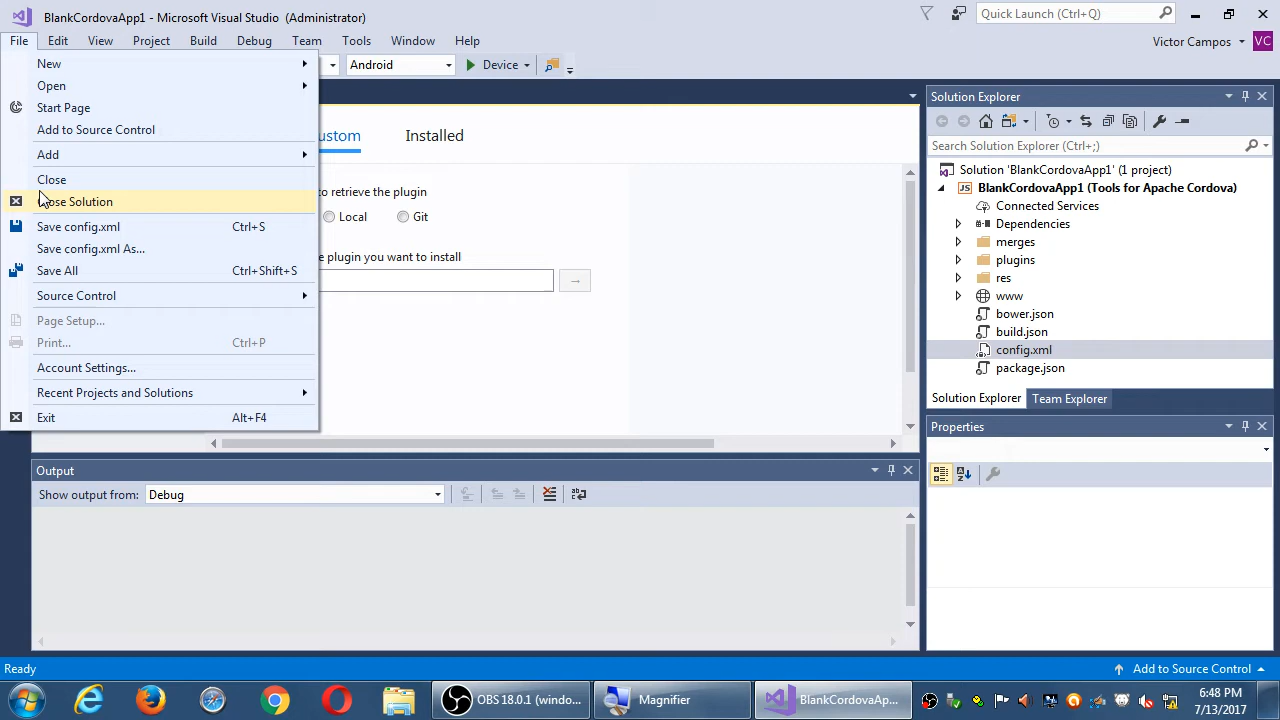 BlankCordovaApp1 - Microsoft Visual Studio (Administrator)
Quick Launch (Ctrl+Q)
File Edit View Project Build Debug Team Tools Window Help
Victor Campos VC
Android Device
New
Open
Start Page
Add to Source Control
Add
Close
Close Solution
Save config.xml Ctrl+S
Save config.xml As...
Save All Ctrl+Shift+S
Source Control
Page Setup...
Print... Ctrl+P
Account Settings...
Recent Projects and Solutions
Exit Alt+F4
ustom Installed
to retrieve the plugin
Local Git
e plugin you want to install
→
Output
Show output from: Debug
Solution Explorer
Search Solution Explorer (Ctrl+;)
Solution 'BlankCordovaApp1' (1 project)
JS BlankCordovaApp1 (Tools for Apache Cordova)
Connected Services
Dependencies
merges
plugins
res
www
bower.json
build.json
config.xml
package.json
Solution Explorer Team Explorer
Properties
Ready
Add to Source Control
OBS 18.0.1 (windo...
Magnifier
BlankCordovaAp...
6:48 PM
7/13/2017